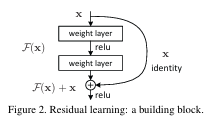 x
weight layer
F(x)
relu
x
weight layer
identity
F(x) + x
relu
Figure 2. Residual learning: a building block.